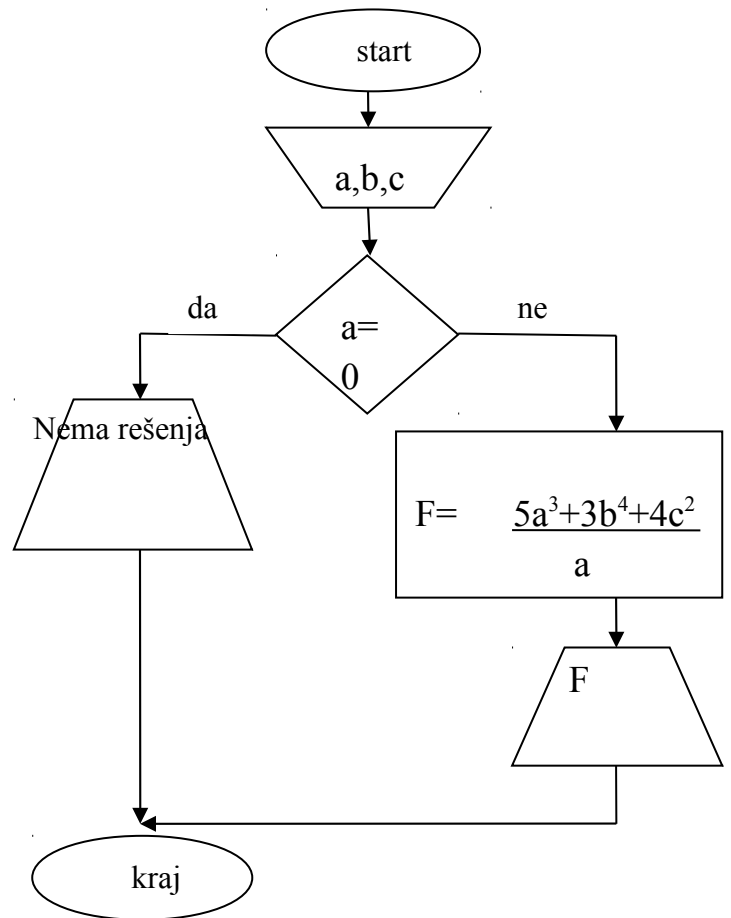 start
a,b,c
da
ne
a=
0
Nema rešenja
F= 5a³+3b⁴+4c²
a
F
kraj